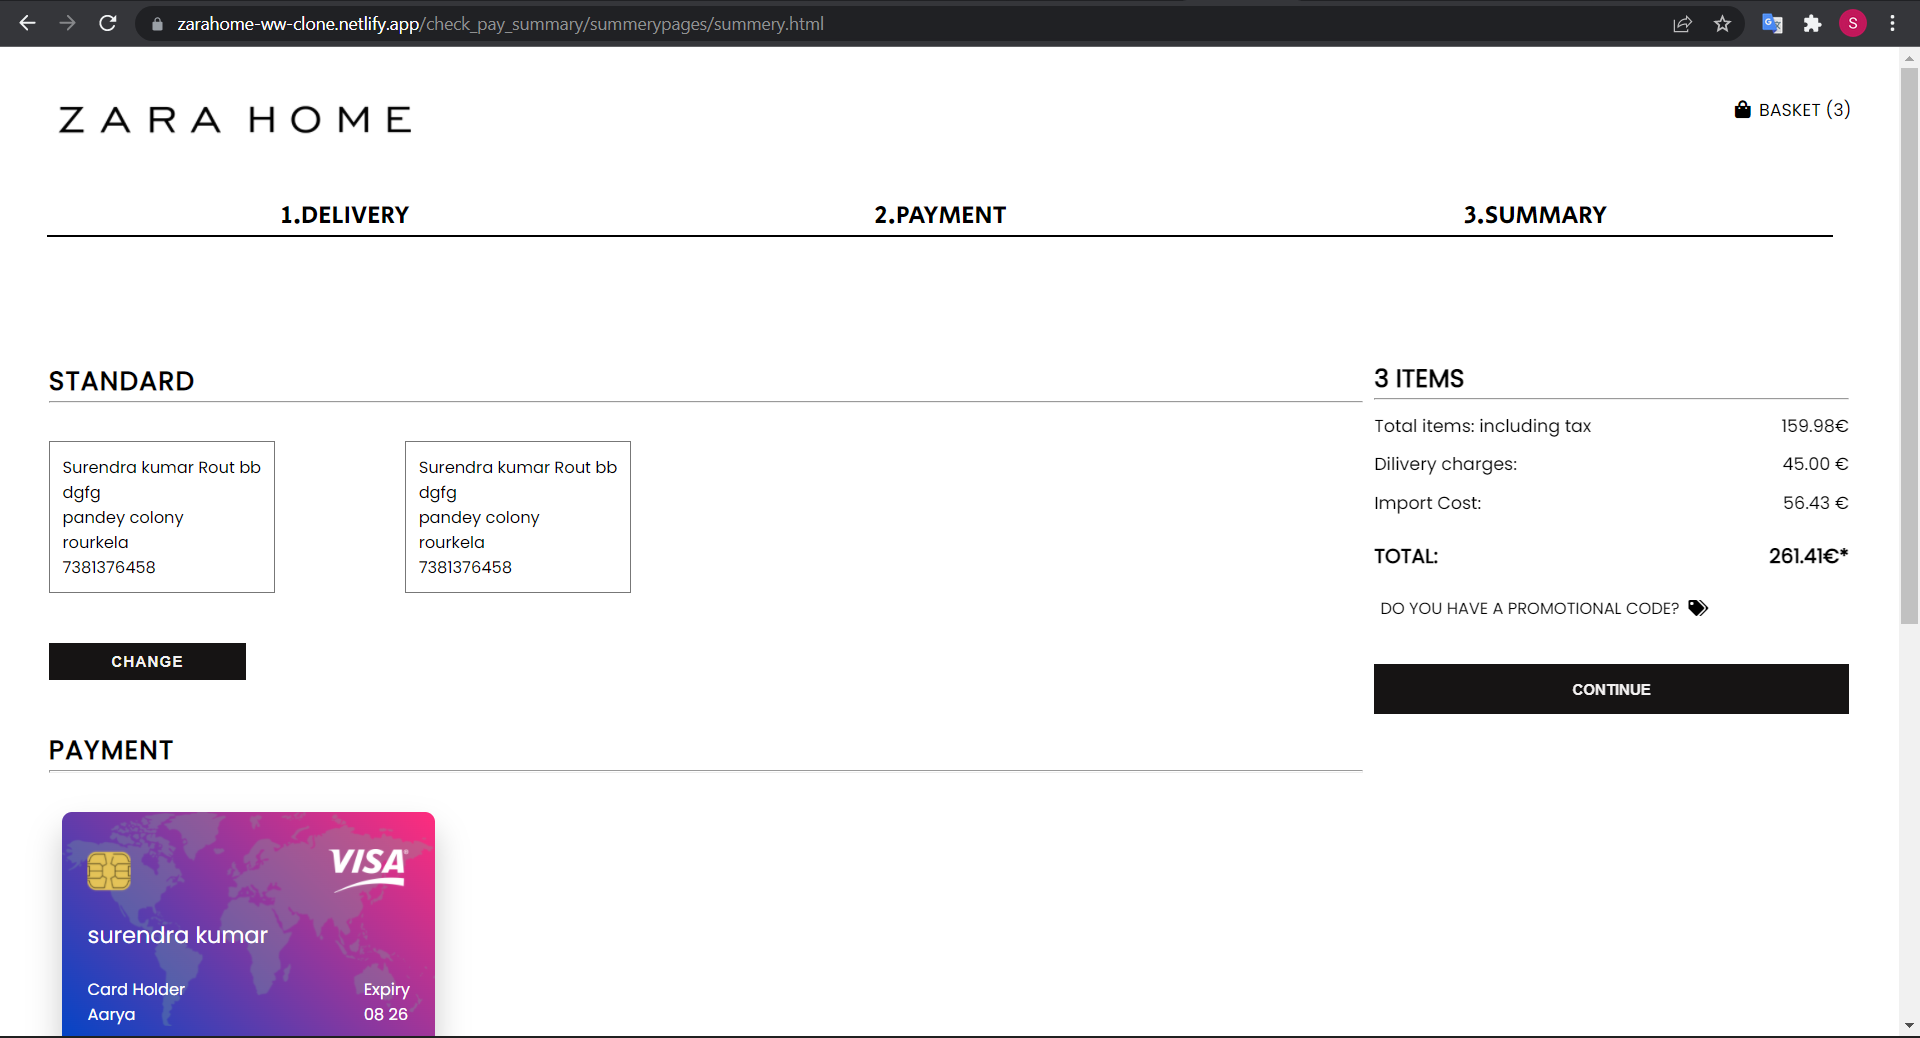 zarahome-ww-clone.netlify.app/check_pay_summary/summerypages/summery.html
S
ZARA HOME
BASKET (3)
1.DELIVERY
2.PAYMENT
3.SUMMARY
STANDARD
Surendra kumar Rout bb
dgfg
pandey colony
rourkela
7381376458
Surendra kumar Rout bb
dgfg
pandey colony
rourkela
7381376458
CHANGE
3 ITEMS
Total items: including tax 159.98€
Dilivery charges: 45.00 €
Import Cost: 56.43 €
TOTAL: 261.41€*
DO YOU HAVE A PROMOTIONAL CODE?
CONTINUE
PAYMENT
VISA
surendra kumar
Card Holder
Aarya
Expiry
08 26